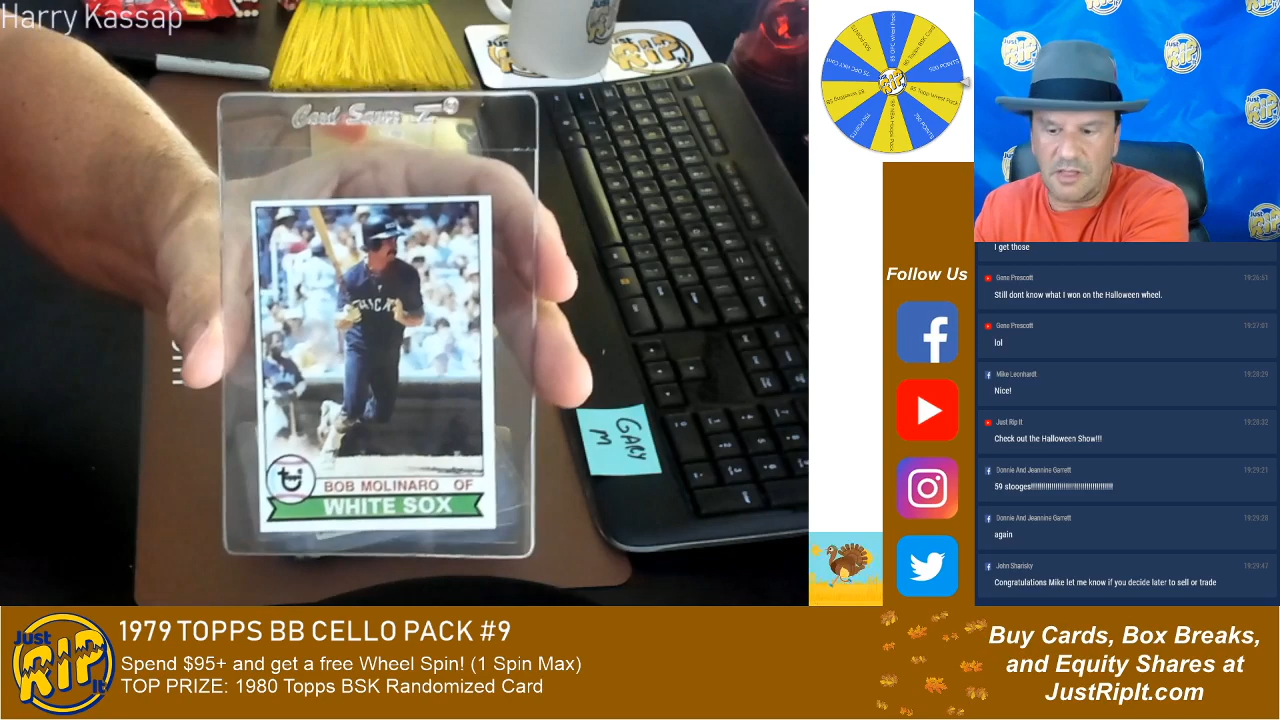 Harry Kassap
Card Saver
CHICA
BOB MOLINARO OF
WHITE SOX
GARY
M
Just
RIP
It
Follow Us
I get those
Gene Prescott 19:26:51
Still dont know what I won on the Halloween wheel.
Gene Prescott 19:27:01
lol
Mike Leonhardt 19:28:29
Nice!
Just Rip It 19:28:32
Check out the Halloween Show!!!
Donnie And Jeannine Garrett 19:29:21
Donnie And Jeannine Garrett 19:29:28
again
John Sharisky 19:29:47
Congratulations Mike let me know if you decide later to sell or trade
Just
RIP
It
1979 TOPPS BB CELLO PACK #9
Spend $95+ and get a free Wheel Spin! (1 Spin Max)
TOP PRIZE: 1980 Topps BSK Randomized Card
Buy Cards, Box Breaks,
and Equity Shares at
JustRipIt.com